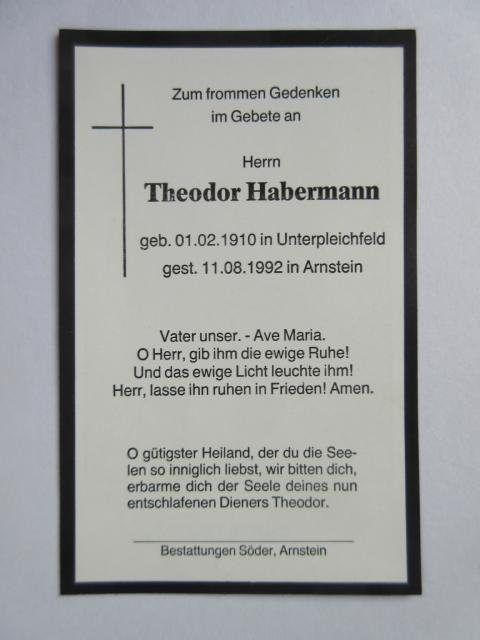 Zum frommen Gedenken
im Gebete an
Herrn
Theodor Habermann
geb. 01.02.1910 in Unterpleichfeld
gest. 11.08.1992 in Arnstein
Vater unser. - Ave Maria.
O Herr, gib ihm die ewige Ruhe!
Und das ewige Licht leuchte ihm!
Herr, lasse ihn ruhen in Frieden! Amen.
O gütigster Heiland, der du die See-
len so inniglich liebst, wir bitten dich,
erbarme dich der Seele deines nun
entschlafenen Dieners Theodor.
Bestattungen Söder, Arnstein